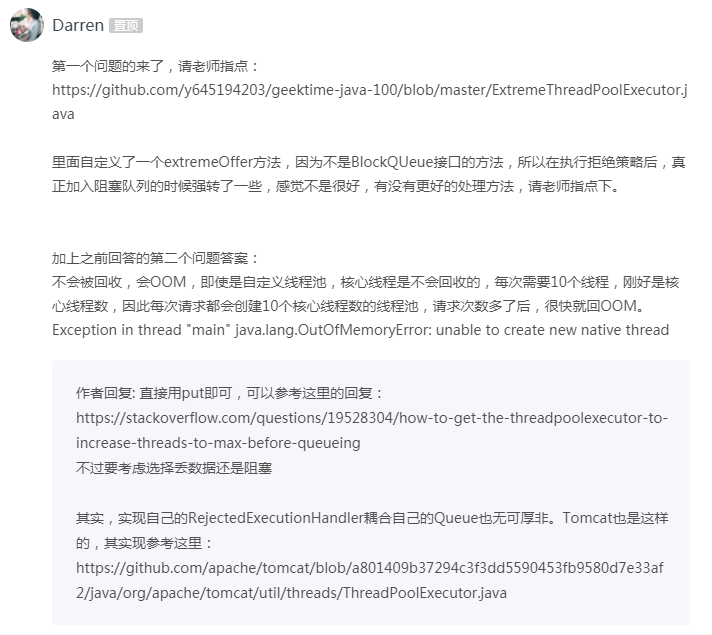 Darren 置顶
第一个问题的来了，请老师指点：
https://github.com/y645194203/geektime-java-100/blob/master/ExtremeThreadPoolExecutor.j
ava
里面自定义了一个extremeOffer方法，因为不是BlockQUeue接口的方法，所以在执行拒绝策略后，真
正加入阻塞队列的时候强转了一些，感觉不是很好，有没有更好的处理方法，请老师指点下。
加上之前回答的第二个问题答案：
不会被回收，会OOM，即使是自定义线程池，核心线程是不会回收的，每次需要10个线程，刚好是核
心线程数，因此每次请求都会创建10个核心线程数的线程池，请求次数多了后，很快就回OOM。
Exception in thread "main" java.lang.OutOfMemoryError: unable to create new native thread
作者回复: 直接用put即可，可以参考这里的回复：
https://stackoverflow.com/questions/19528304/how-to-get-the-threadpoolexecutor-to-
increase-threads-to-max-before-queueing
不过要考虑选择丢数据还是阻塞
其实，实现自己的RejectedExecutionHandler耦合自己的Queue也无可厚非。Tomcat也是这样
的，其实现参考这里：
https://github.com/apache/tomcat/blob/a801409b37294c3f3dd5590453fb9580d7e33af
2/java/org/apache/tomcat/util/threads/ThreadPoolExecutor.java